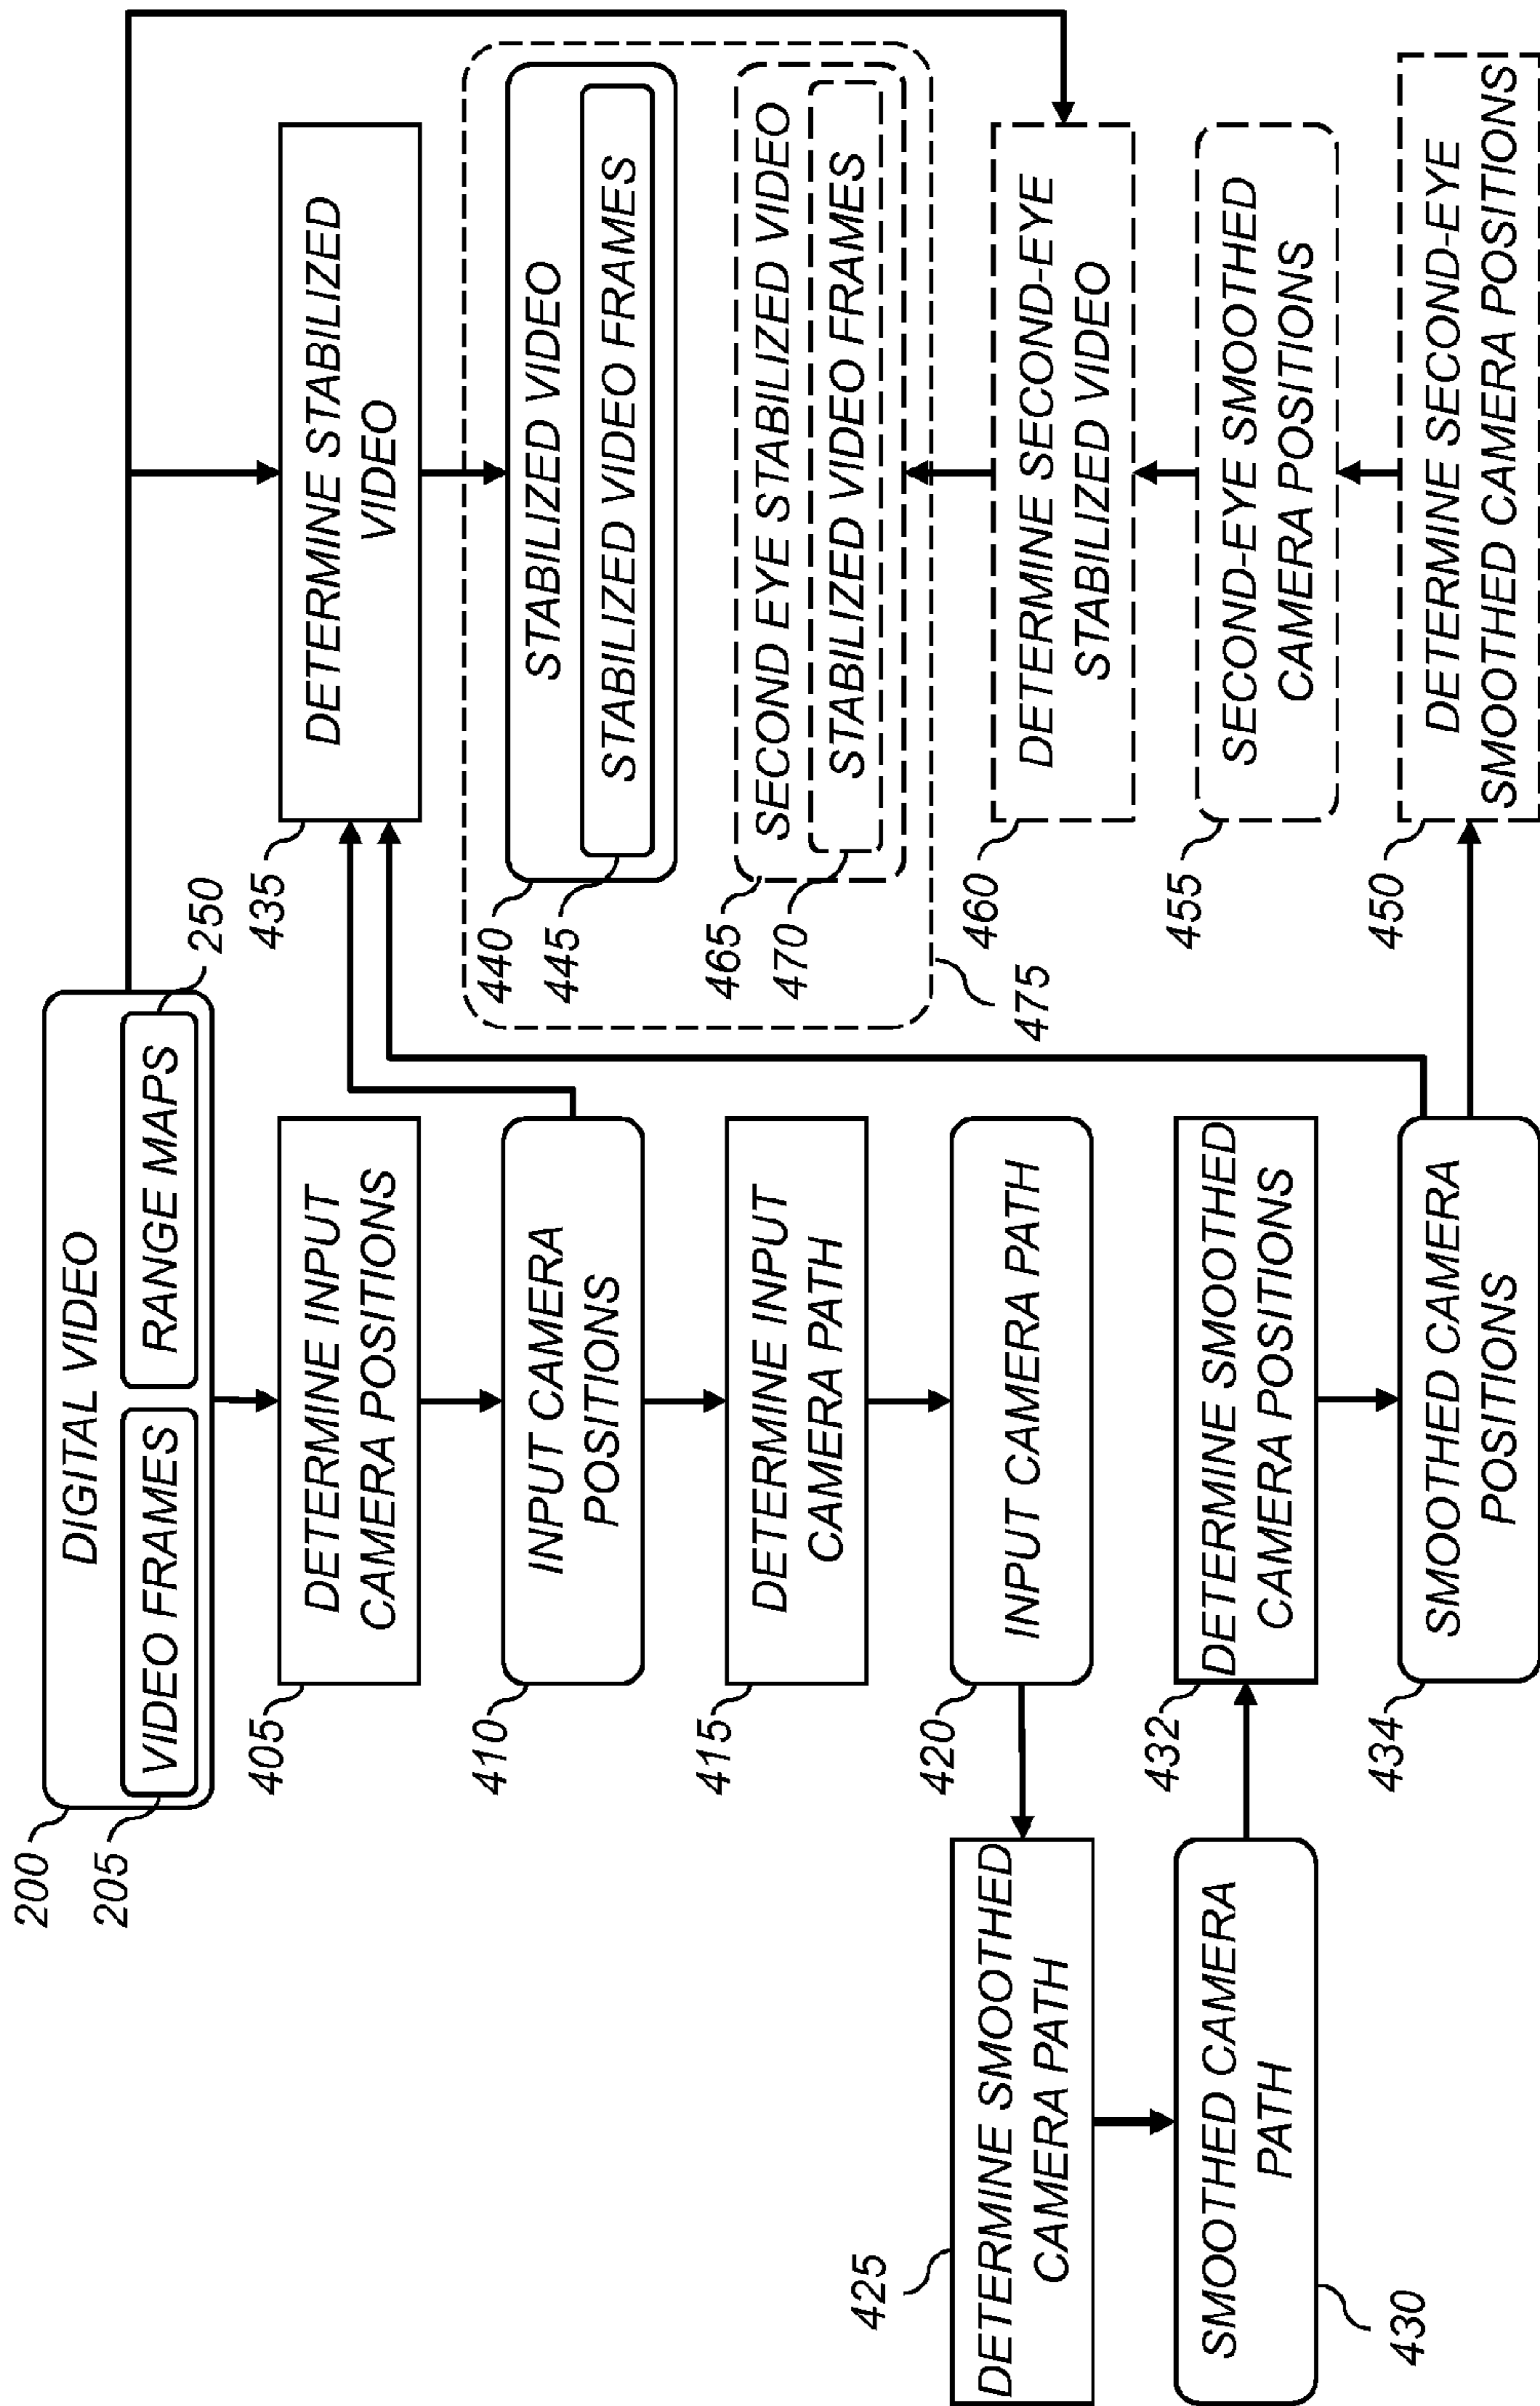 200
DIGITAL VIDEO
205
VIDEO FRAMES
RANGE MAPS
250
405
DETERMINE INPUT
CAMERA POSITIONS
410
INPUT CAMERA
POSITIONS
415
DETERMINE INPUT
CAMERA PATH
420
INPUT CAMERA PATH
425
DETERMINE SMOOTHED
CAMERA PATH
SMOOTHED CAMERA
PATH
430
432
DETERMINE SMOOTHED
CAMERA POSITIONS
434
SMOOTHED CAMERA
POSITIONS
435
DETERMINE STABILIZED
VIDEO
440
STABILIZED VIDEO
445
STABILIZED VIDEO FRAMES
465
SECOND EYE STABILIZED VIDEO
470
STABILIZED VIDEO FRAMES
475
460
DETERMINE SECOND-EYE
STABILIZED VIDEO
455
SECOND-EYE SMOOTHED
CAMERA POSITIONS
450
DETERMINE SECOND-EYE
SMOOTHED CAMERA POSITIONS